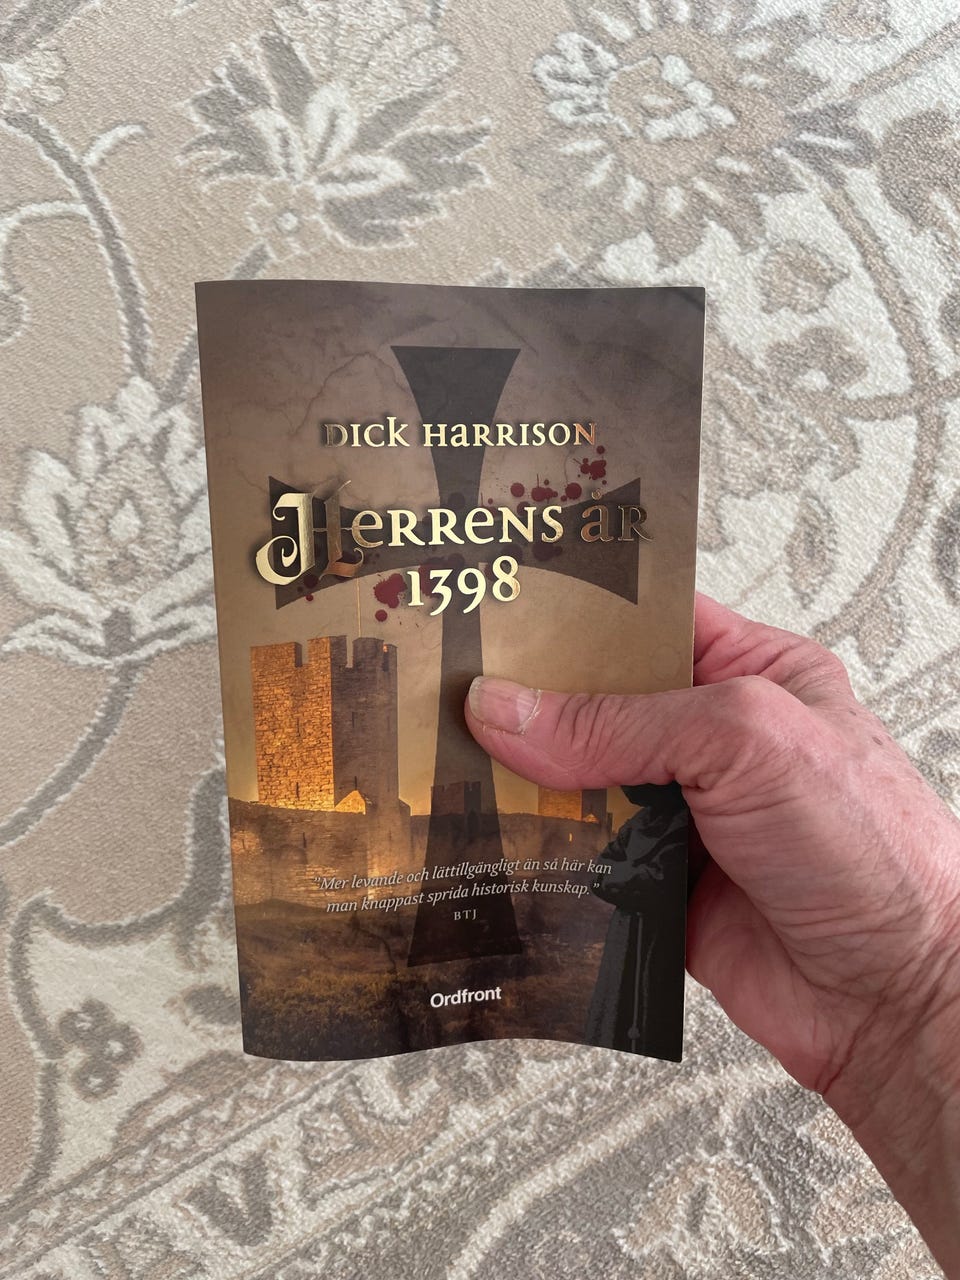 DICK HARRISON
HERRENS ÅR
1398
”Mer levande och lättillgängligt än så här kan
man knappast sprida historisk kunskap.”
BTJ
Ordfront